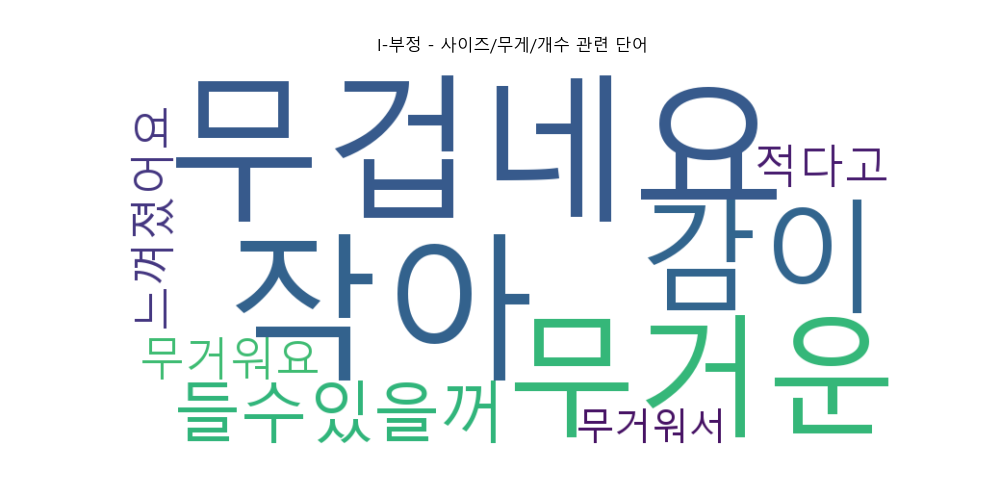 I-부정 - 사이즈/무게/개수 관련 단어
무겁네요
느껴졌어요
적다고
감이
작아
무거운
무거워요
들수있을꺼
무거워서